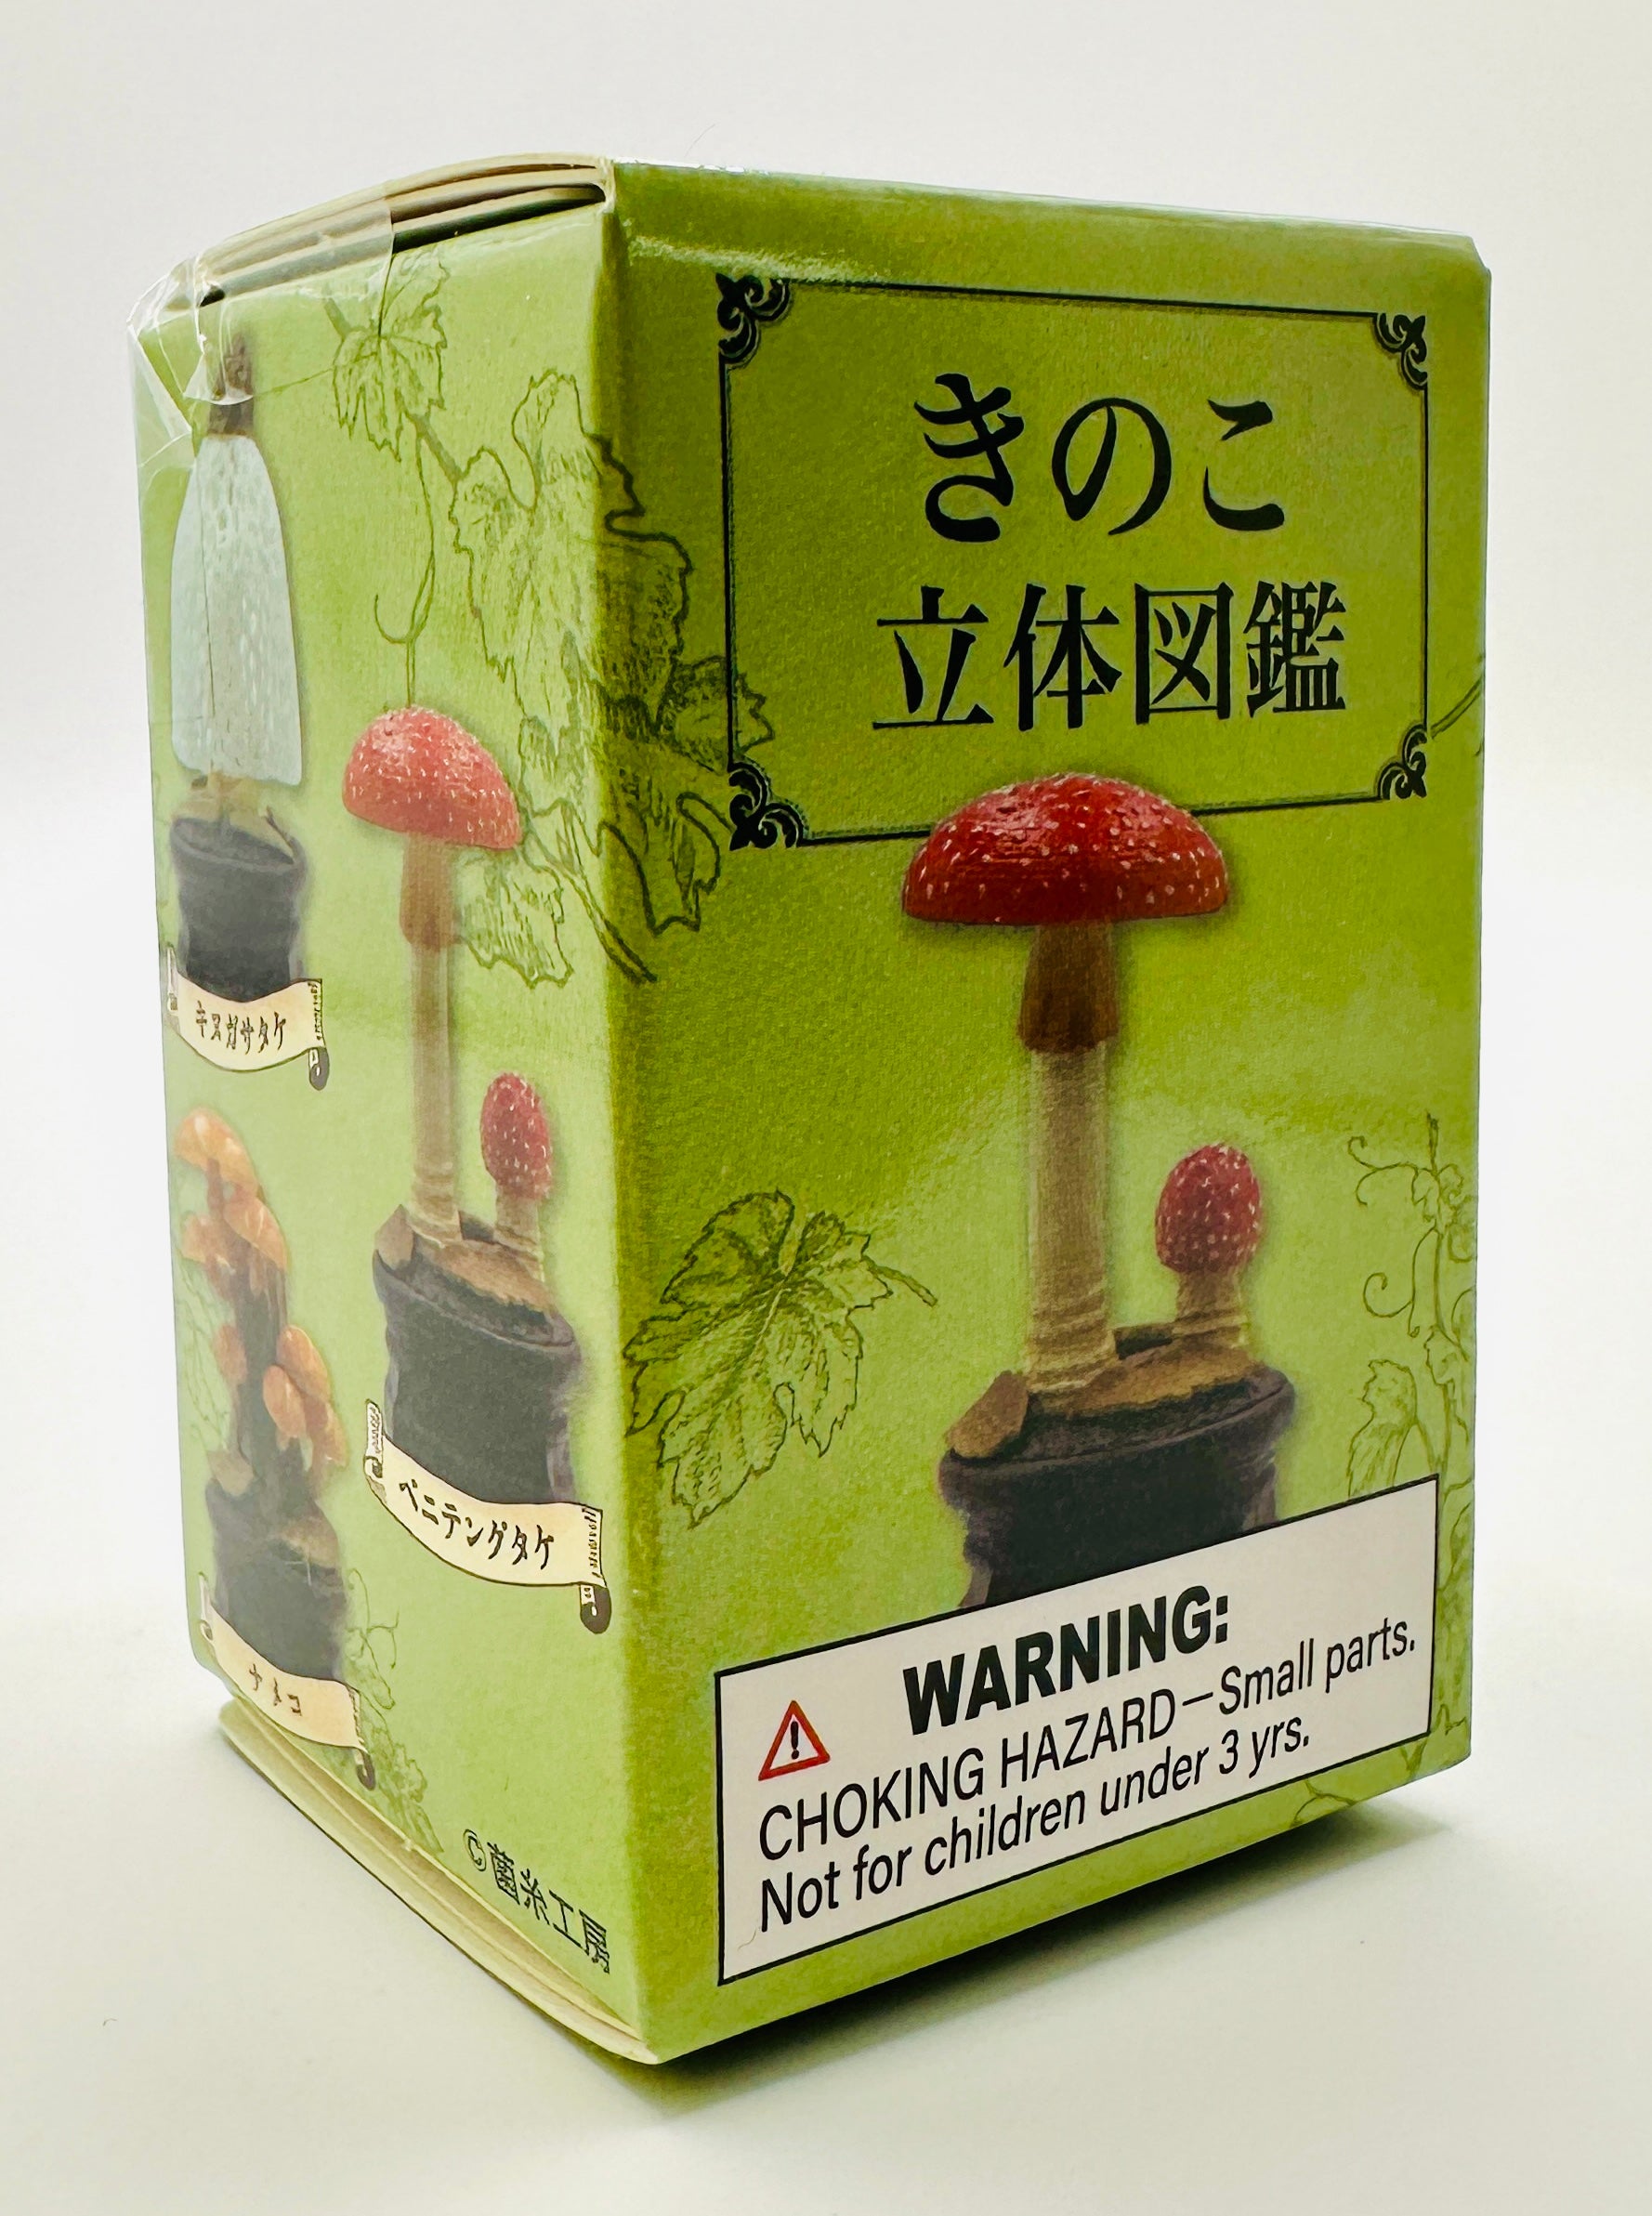 きのこ
立体図鑑
WARNING:
CHOKING HAZARD—Small parts.
Not for children under 3 yrs.
キヌガサタケ
ベニテングタケ
ナメコ
©菌糸工房